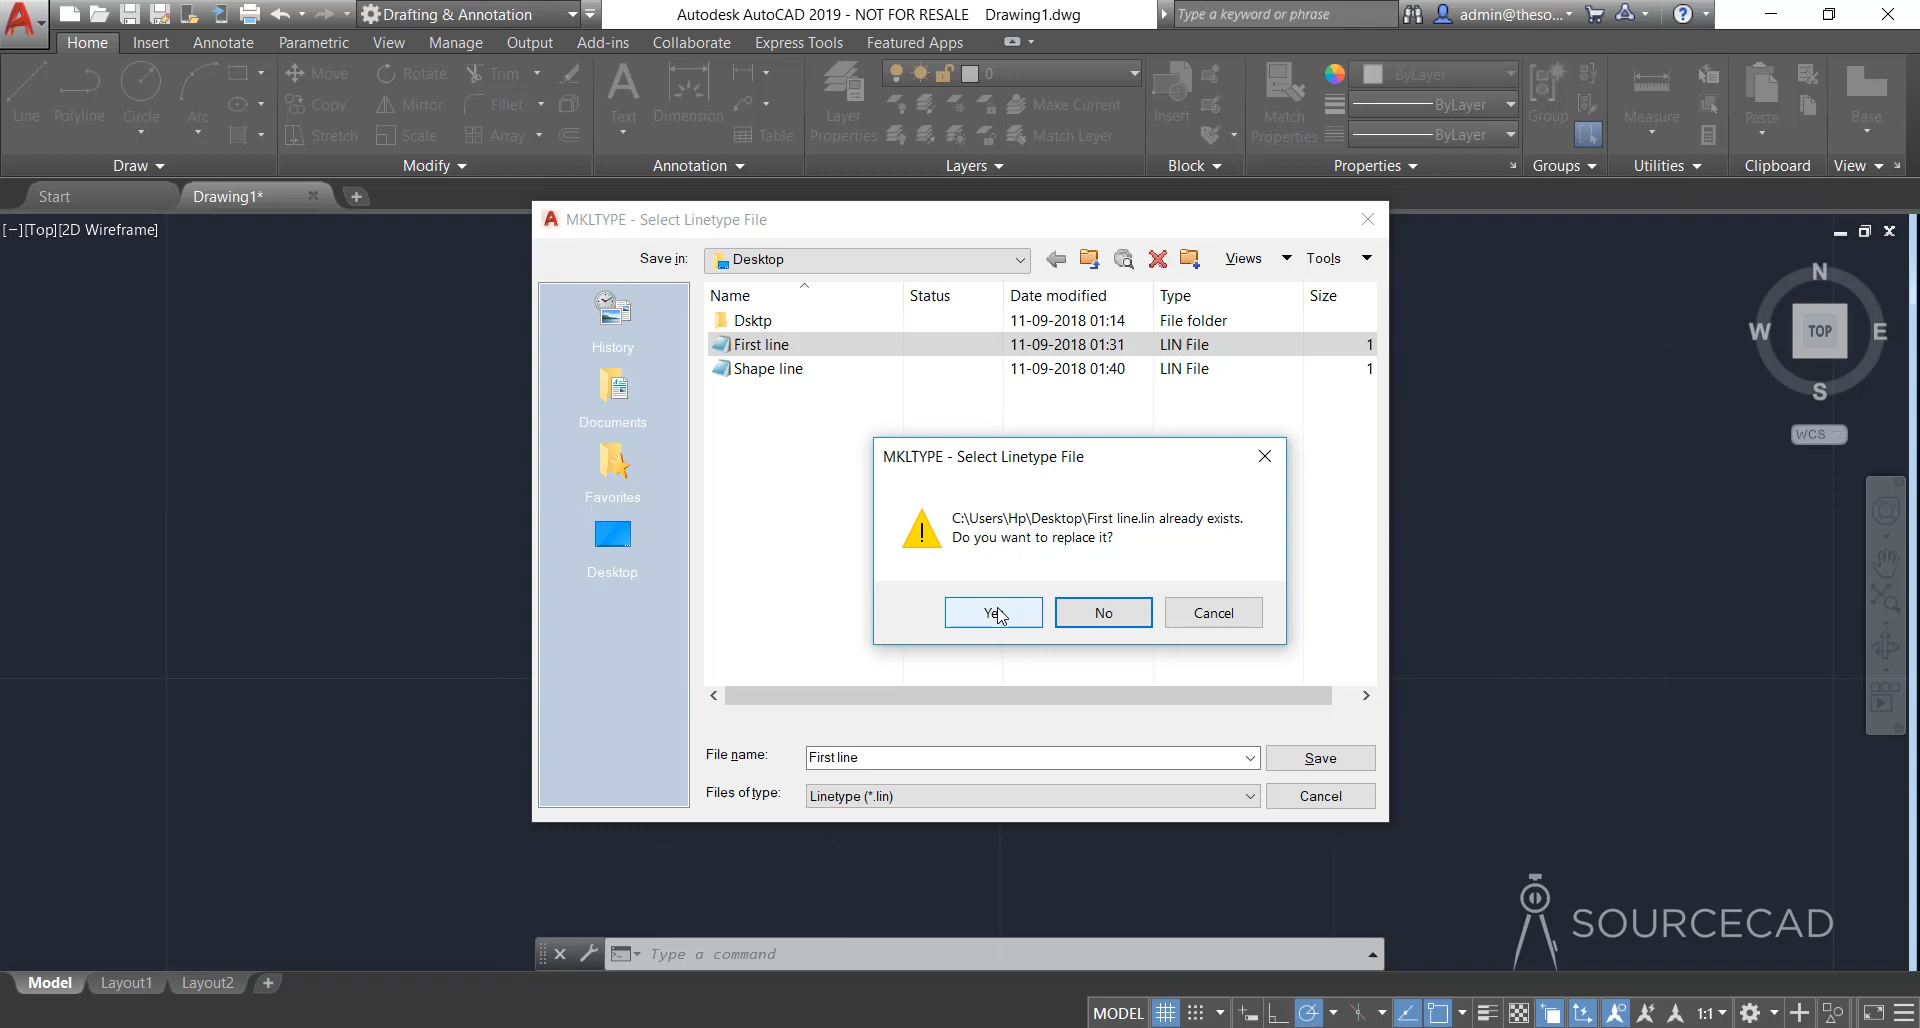 Drafting & Annotation
Autodesk AutoCAD 2019 - NOT FOR RESALE Drawing1.dwg
Type a keyword or phrase
admin@theso...
Home Insert Annotate Parametric View Manage Output Add-ins Collaborate Express Tools Featured Apps
Line Polyline Circle Arc
Move Rotate Trim
Copy Mirror Fillet
Stretch Scale Array
Text Dimension
Table
Layer
Properties
0
Make Current
Match Layer
Insert
Match
Properties
ByLayer
ByLayer
ByLayer
Group
Measure
Paste
Base
Draw Modify Annotation Layers Block Properties Groups Utilities Clipboard View
Start Drawing1*
[−][Top][2D Wireframe]
N
W TOP E
S
WCS
MKLTYPE - Select Linetype File
Save in: Desktop Views Tools
Name Status Date modified Type Size
Dsktp 11-09-2018 01:14 File folder
First line 11-09-2018 01:31 LIN File 1
Shape line 11-09-2018 01:40 LIN File 1
History
Documents
Favorites
Desktop
MKLTYPE - Select Linetype File
C:\Users\Hp\Desktop\First line.lin already exists.
Do you want to replace it?
No Cancel
File name: First line Save
Files of type: Linetype (*.lin) Cancel
SOURCECAD
Type a command
Model Layout1 Layout2
MODEL 1:1